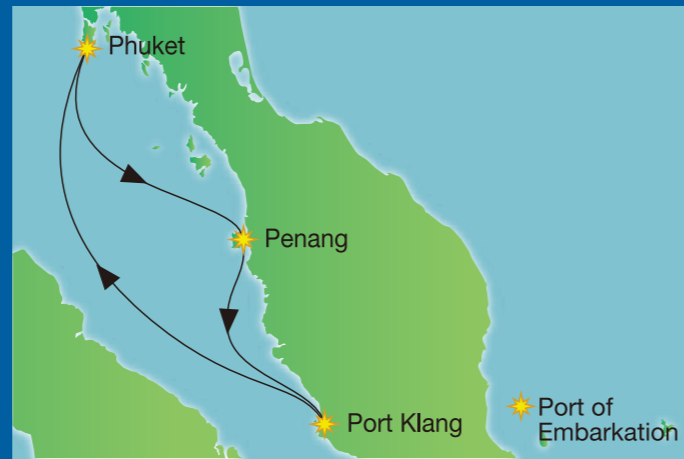 Phuket
Penang
Port Klang
Port of
Embarkation